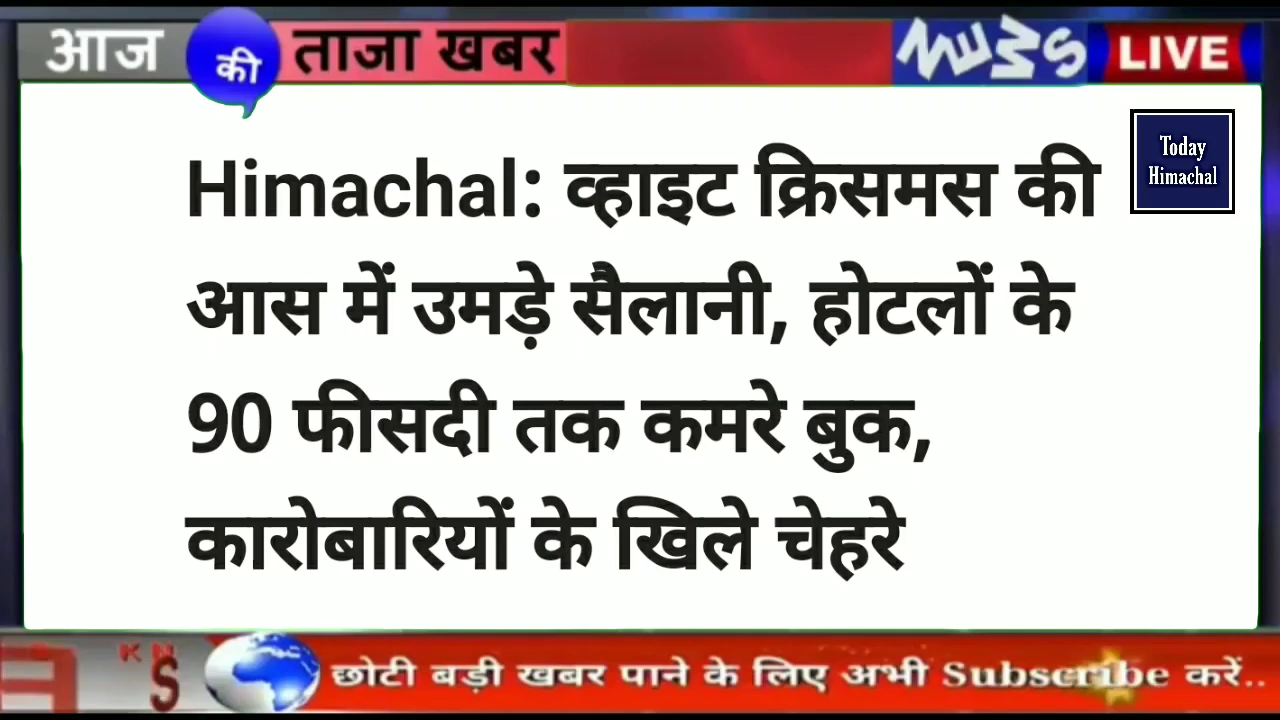 आज की ताजा खबर NEWS LIVE
Today
Himachal
Himachal: व्हाइट क्रिसमस की
आस में उमड़े सैलानी, होटलों के
90 फीसदी तक कमरे बुक,
कारोबारियों के खिले चेहरे
छोटी बड़ी खबर पाने के लिए अभी Subscribe करें..